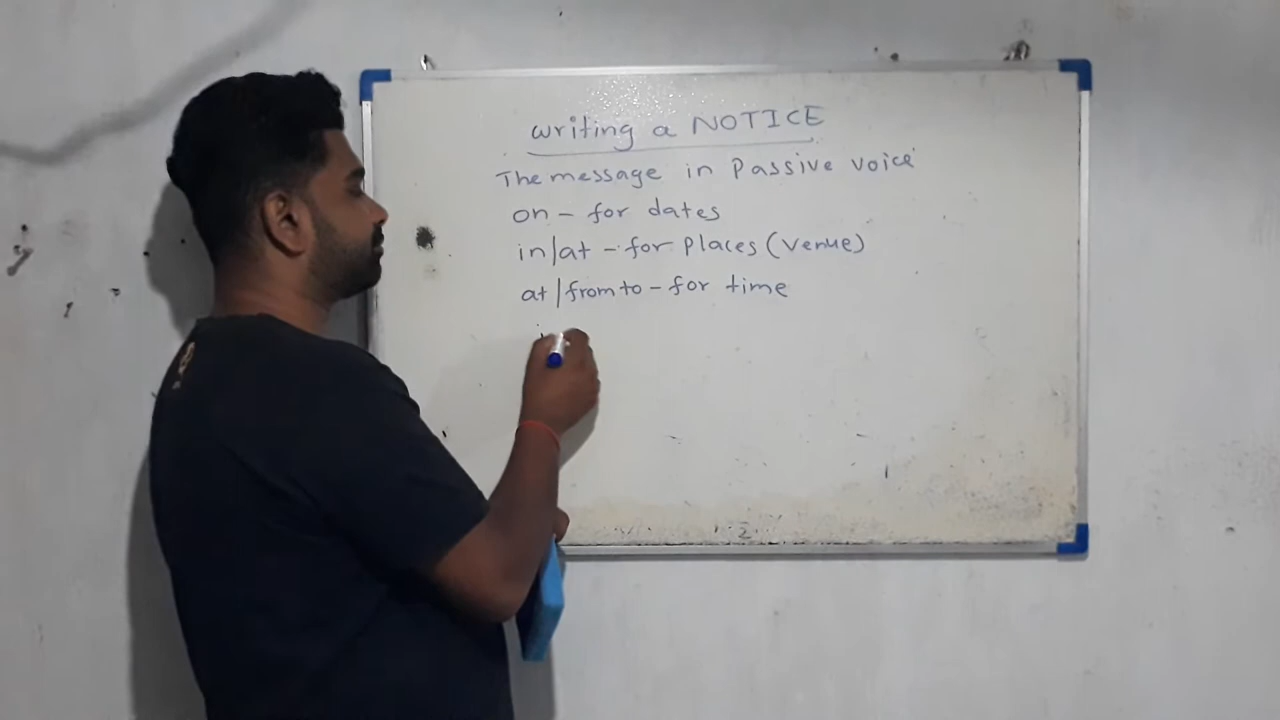 writing a NOTICE
The message in Passive voice
on - for dates
in/at - for places (venue)
at/from to - for time